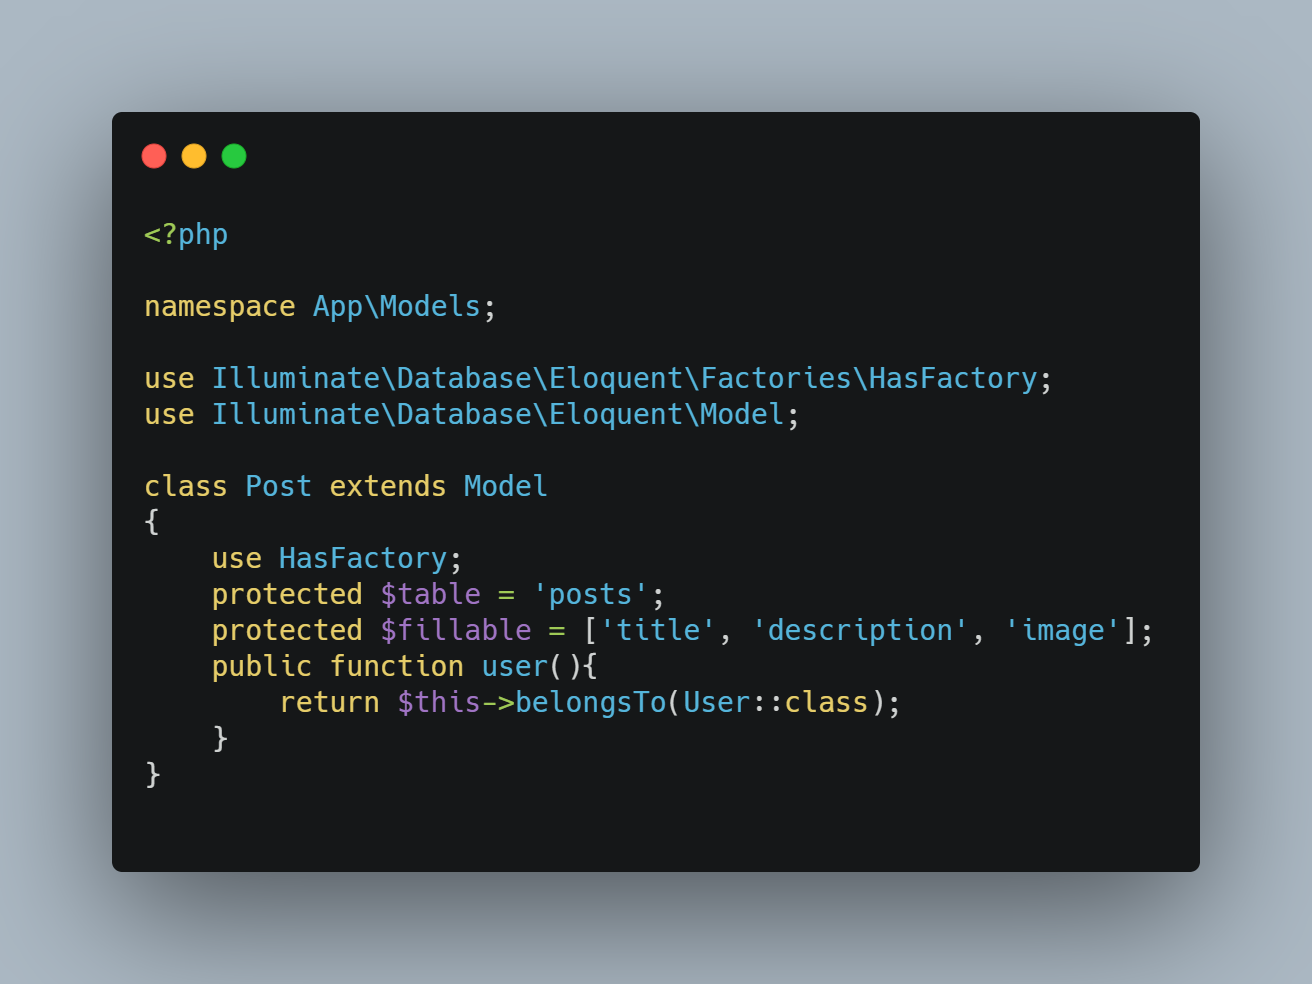 <?php
namespace App\Models;
use Illuminate\Database\Eloquent\Factories\HasFactory;
use Illuminate\Database\Eloquent\Model;
class Post extends Model
{
    use HasFactory;
    protected $table = 'posts';
    protected $fillable = ['title', 'description', 'image'];
    public function user(){
        return $this->belongsTo(User::class);
    }
}